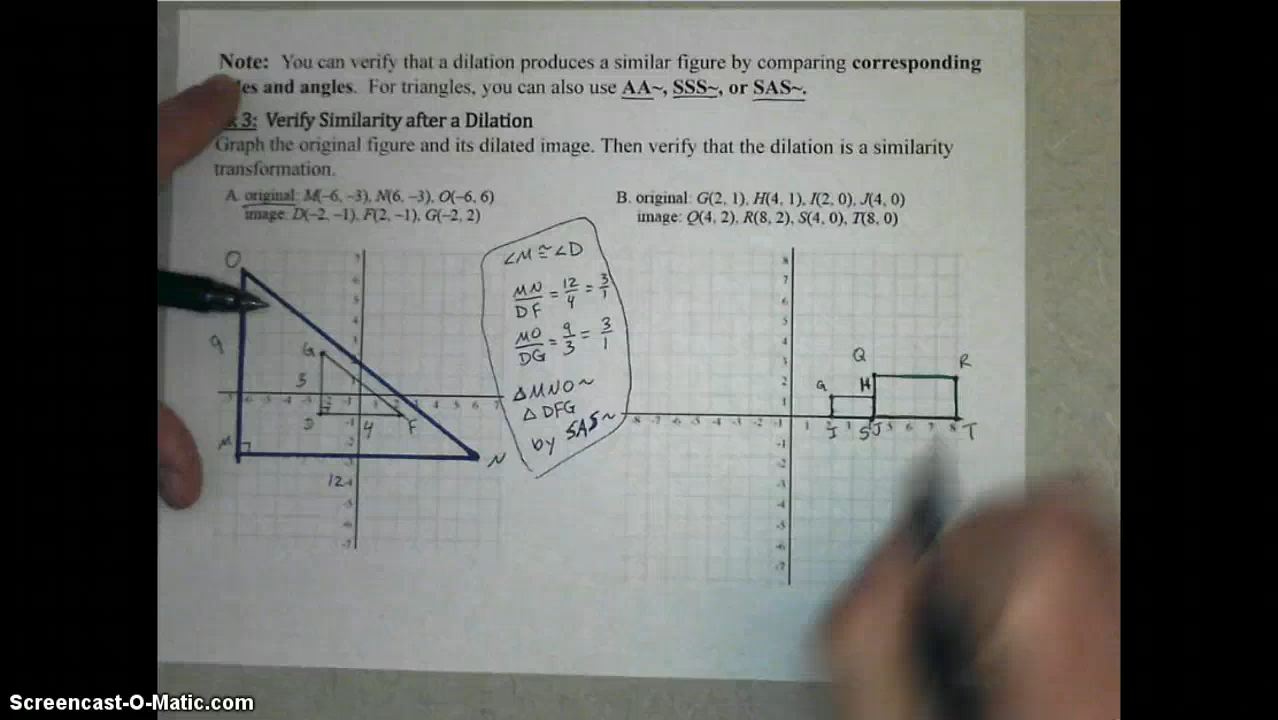 Note: You can verify that a dilation produces a similar figure by comparing corresponding
and angles. For triangles, you can also use AA~, SSS~, or SAS~.
3: Verify Similarity after a Dilation
Graph the original figure and its dilated image. Then verify that the dilation is a similarity
transformation.
A. original: M(−6, −3), N(6, −3), O(−6, 6)
image: D(−2, −1), F(2, −1), G(−2, 2)
B. original: G(2, 1), H(4, 1), I(2, 0), J(4, 0)
image: Q(4, 2), R(8, 2), S(4, 0), T(8, 0)
O
9
G
3
D
4
F
M
N
12
∠M ≅ ∠D
MN/DF = 12/4 = 3/1
MO/DG = 9/3 = 3/1
△MNO ~
△DFG
by SAS~
Q
R
G
H
I
S
J
T
Screencast-O-Matic.com